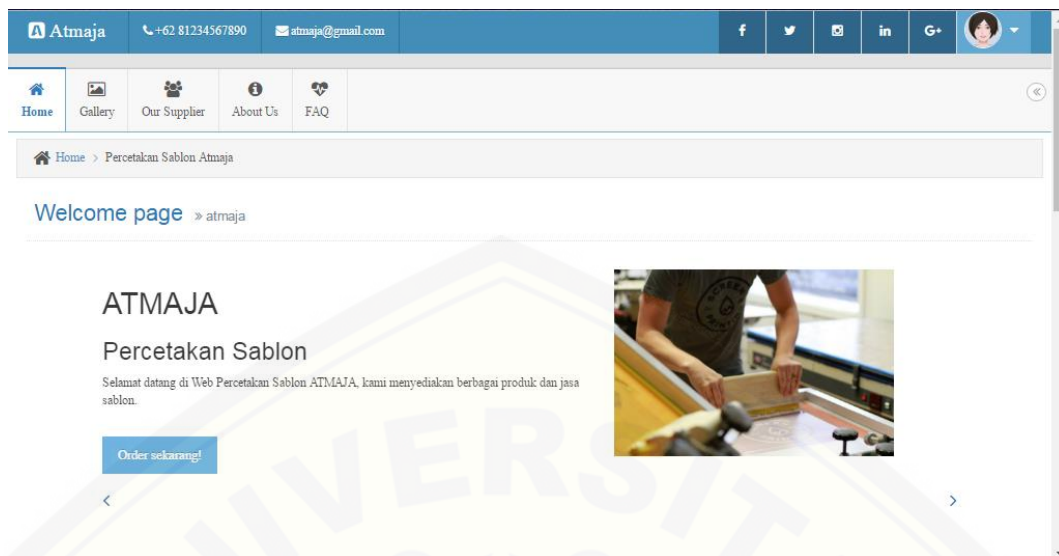 Atmaja +62 81234567890 atmaja@gmail.com f in G+
Home Gallery Our Supplier About Us FAQ
Home > Percetakan Sablon Atmaja
Welcome page » atmaja
ATMAJA
Percetakan Sablon
Selamat datang di Web Percetakan Sablon ATMAJA, kami menyediakan berbagai produk dan jasa
sablon.
Order sekarang!
SCREEN